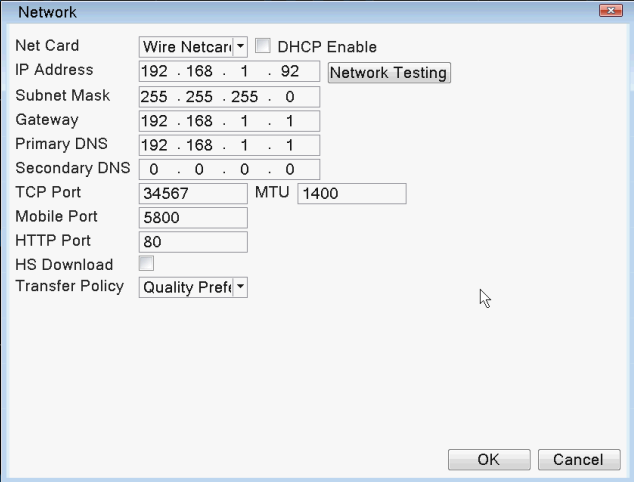 Network
Net Card Wire Netcar DHCP Enable
IP Address 192 . 168 . 1 . 92 Network Testing
Subnet Mask 255 . 255 . 255 . 0
Gateway 192 . 168 . 1 . 1
Primary DNS 192 . 168 . 1 . 1
Secondary DNS 0 . 0 . 0 . 0
TCP Port 34567 MTU 1400
Mobile Port 5800
HTTP Port 80
HS Download
Transfer Policy Quality Prefe
OK Cancel